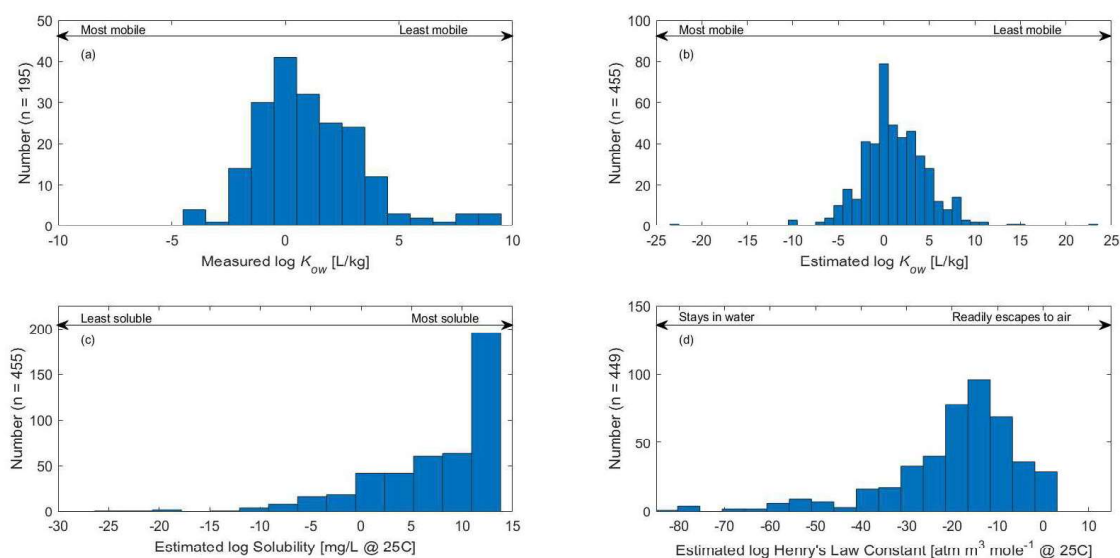 50
40
30
20
10
0
Number (n = 195)
Most mobile
Least mobile
(a)
-10
-5
0
5
10
Measured log Kow [L/kg]
100
80
60
40
20
0
Number (n = 455)
Most mobile
Least mobile
(b)
-25
-20
-15
-10
-5
0
5
10
15
20
25
Estimated log Kow [L/kg]
200
150
100
50
0
Number (n = 455)
Least soluble
Most soluble
(c)
-30
-25
-20
-15
-10
-5
0
5
10
15
Estimated log Solubility [mg/L @ 25C]
150
100
50
0
Number (n = 449)
Stays in water
Readily escapes to air
(d)
-80
-70
-60
-50
-40
-30
-20
-10
0
10
Estimated log Henry's Law Constant [atm m3 mole-1 @ 25C]